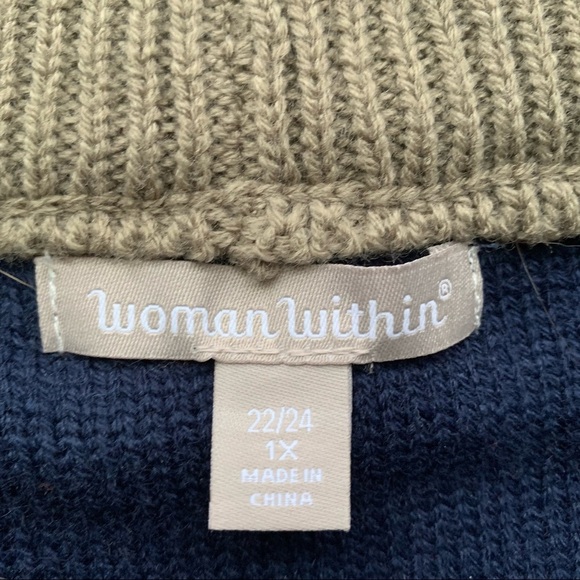 woman within®
22/24
1X
MADE IN
CHINA